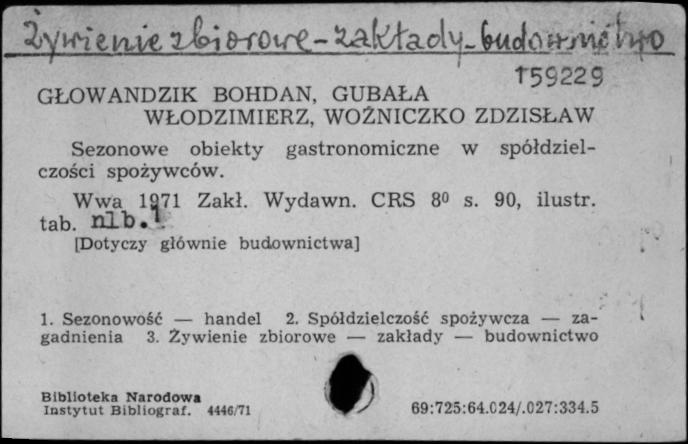 Żywienie zbiorowe - zakłady - budownictwo
159229
GŁOWANDZIK BOHDAN, GUBAŁA
WŁODZIMIERZ, WOŹNICZKO ZDZISŁAW
Sezonowe obiekty gastronomiczne w spółdziel-
czości spożywców.
Wwa 1971 Zakł. Wydawn. CRS 8⁰ s. 90, ilustr.
tab. nlb. 1
[Dotyczy głównie budownictwa]
1. Sezonowość — handel 2. Spółdzielczość spożywcza — za-
gadnienia 3. Żywienie zbiorowe — zakłady — budownictwo
Biblioteka Narodowa
Instytut Bibliograf. 4446/71
69:725:64.024/.027:334.5